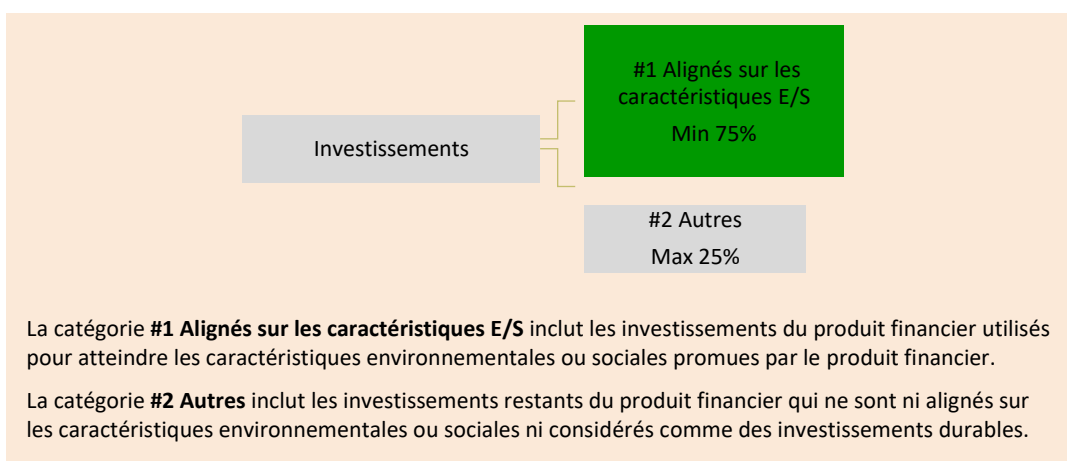 #1 Alignés sur les
caractéristiques E/S
Min 75%
Investissements
#2 Autres
Max 25%
La catégorie #1 Alignés sur les caractéristiques E/S inclut les investissements du produit financier utilisés
pour atteindre les caractéristiques environnementales ou sociales promues par le produit financier.
La catégorie #2 Autres inclut les investissements restants du produit financier qui ne sont ni alignés sur
les caractéristiques environnementales ou sociales ni considérés comme des investissements durables.